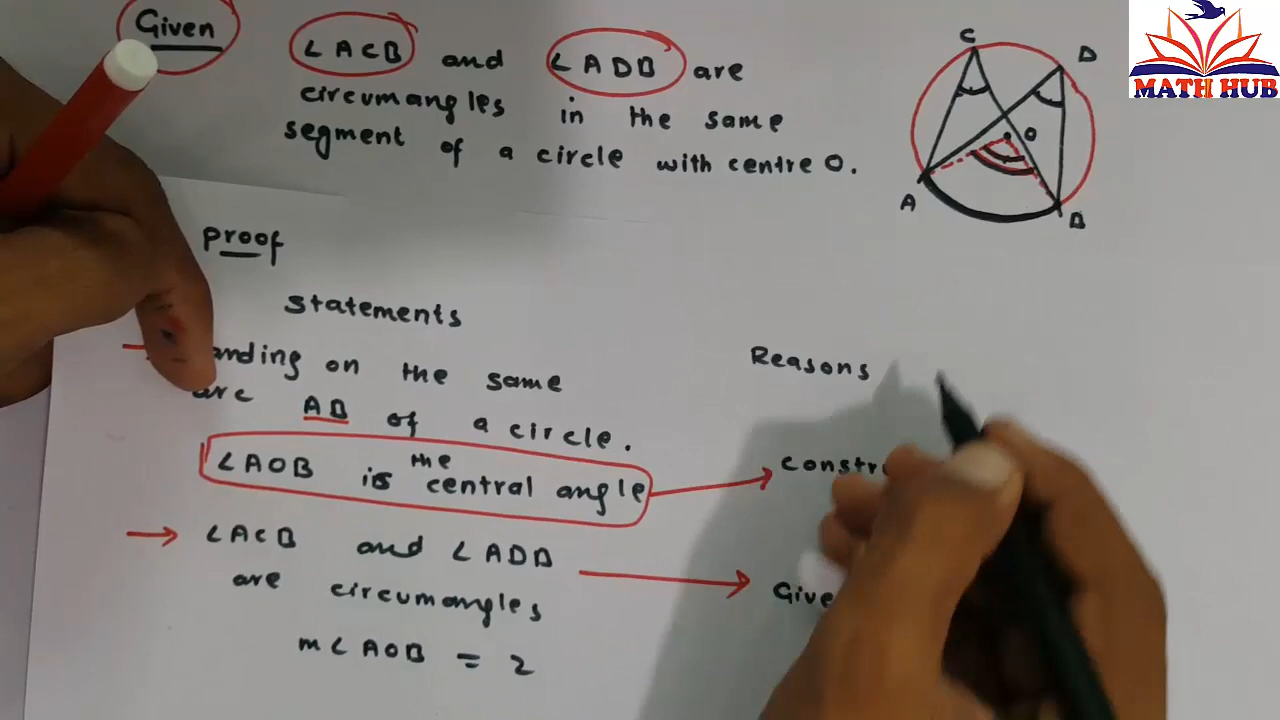 Given
∠ACB and ∠ADB are
circumangles in the same
segment of a circle with centre O.
C
D
O
A
B
MATH HUB
Proof
statements
Reasons
on the same
arc AB of a circle.
∠AOB is the central angle
∠ACB and ∠ADB
are circumangles
m∠AOB = 2